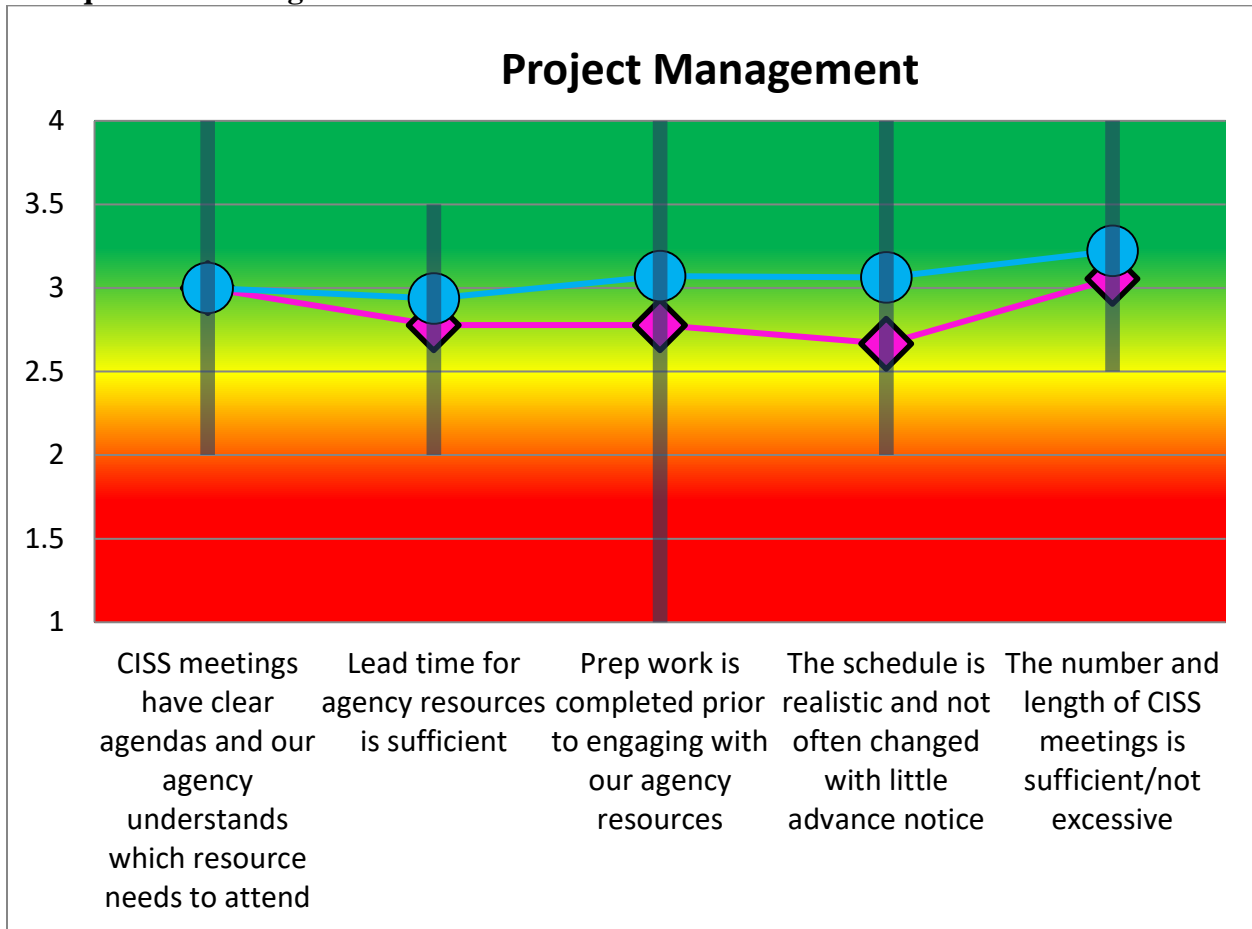 Project Management
4
3.5
3
2.5
2
1.5
1
CISS meetings
have clear
agendas and our
agency
understands
which resource
needs to attend
Lead time for
agency resources
is sufficient
Prep work is
completed prior
to engaging with
our agency
resources
The schedule is
realistic and not
often changed
with little
advance notice
The number and
length of CISS
meetings is
sufficient/not
excessive